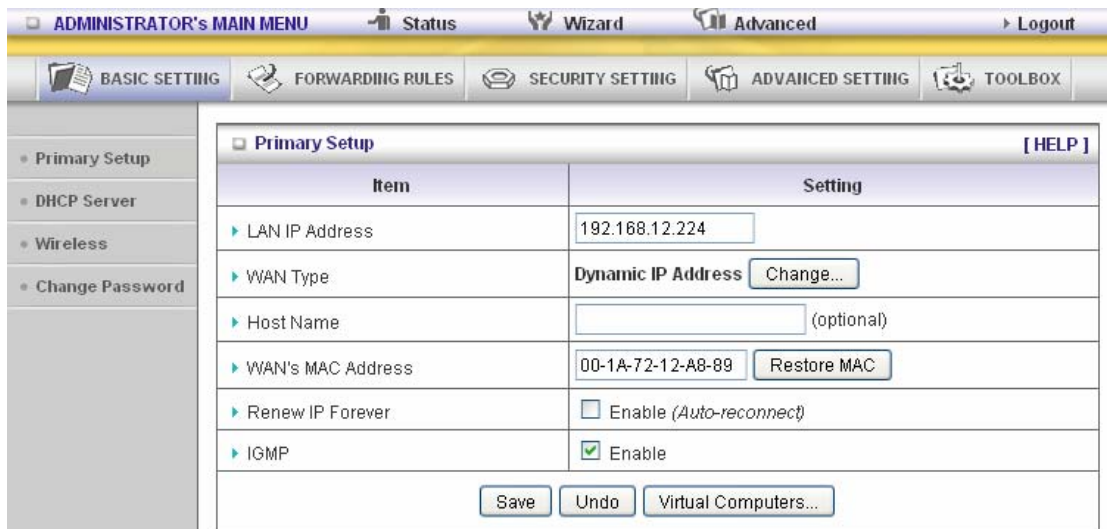 ADMINISTRATOR's MAIN MENU Status Wizard Advanced Logout
BASIC SETTING FORWARDING RULES SECURITY SETTING ADVANCED SETTING TOOLBOX
Primary Setup
DHCP Server
Wireless
Change Password
Primary Setup [ HELP ]
Item Setting
LAN IP Address 192.168.12.224
WAN Type Dynamic IP Address Change...
Host Name (optional)
WAN's MAC Address 00-1A-72-12-A8-89 Restore MAC
Renew IP Forever Enable (Auto-reconnect)
IGMP Enable
Save Undo Virtual Computers...